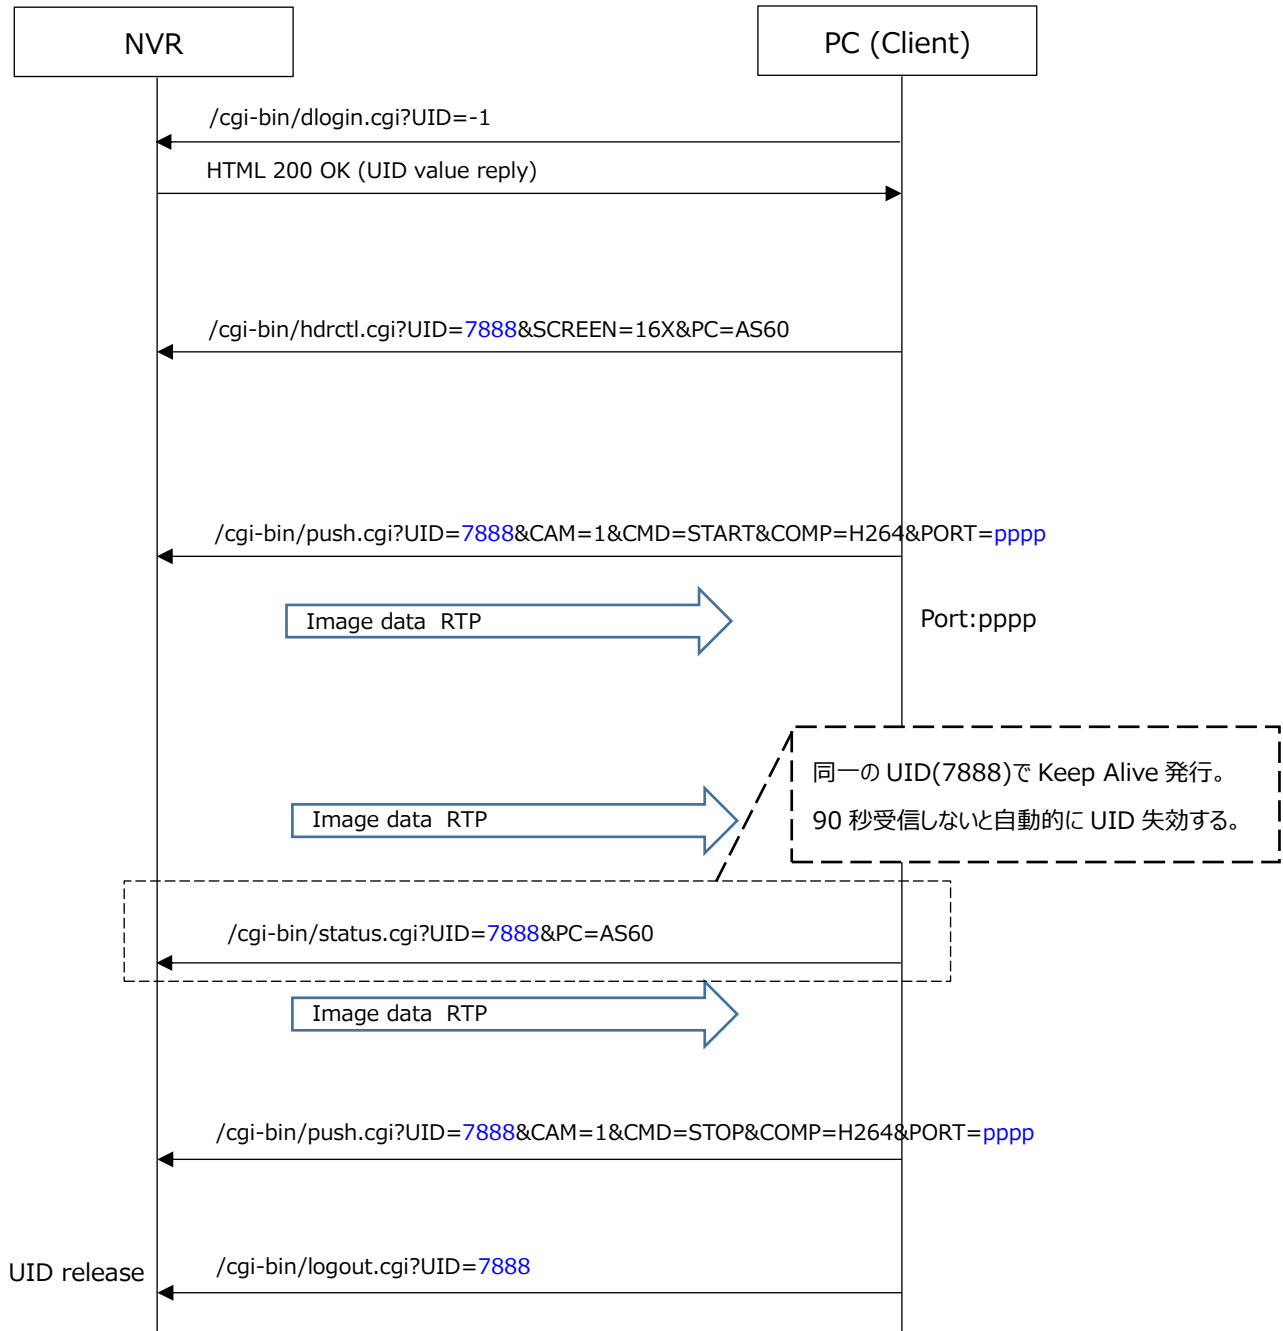 NVR
PC (Client)
/cgi-bin/dlogin.cgi?UID=-1
HTML 200 OK (UID value reply)
/cgi-bin/hdrctl.cgi?UID=7888&SCREEN=16X&PC=AS60
/cgi-bin/push.cgi?UID=7888&CAM=1&CMD=START&COMP=H264&PORT=pppp
Image data RTP
Port:pppp
同一の UID(7888)で Keep Alive 発行。
90 秒受信しないと自動的に UID 失効する。
Image data RTP
/cgi-bin/status.cgi?UID=7888&PC=AS60
Image data RTP
/cgi-bin/push.cgi?UID=7888&CAM=1&CMD=STOP&COMP=H264&PORT=pppp
UID release
/cgi-bin/logout.cgi?UID=7888